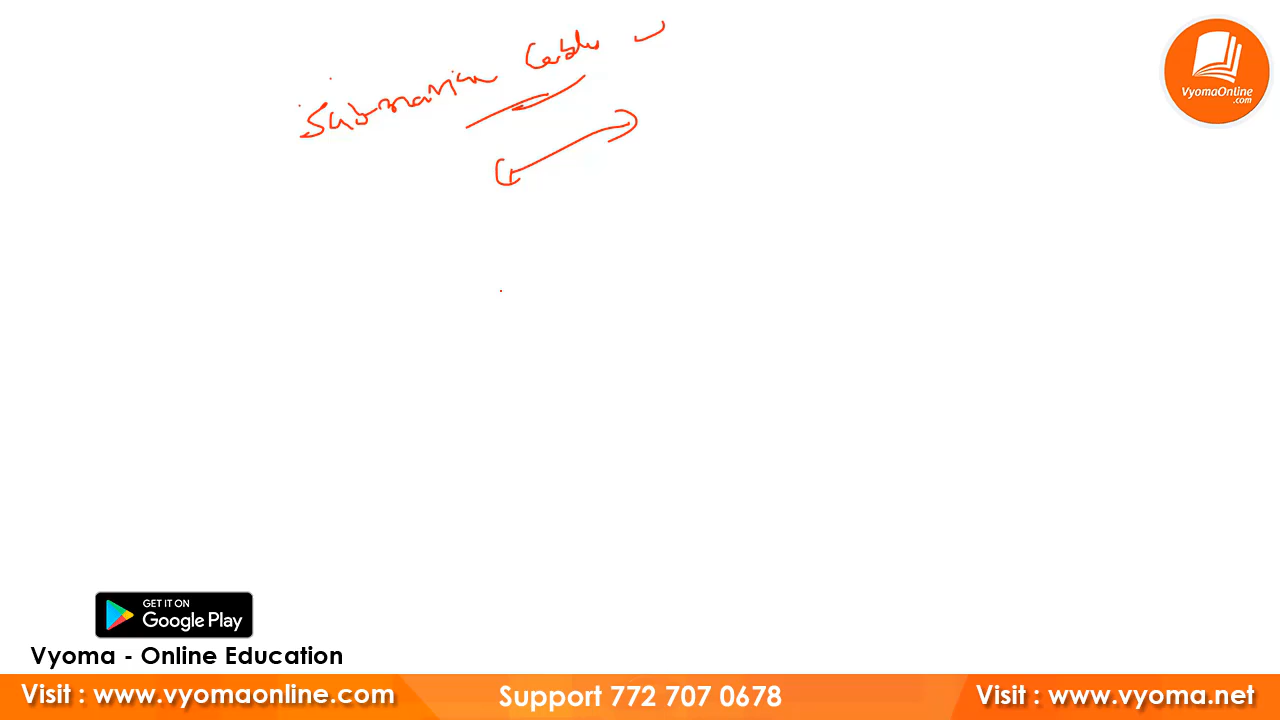 Submarine Cables
VyomaOnline
.com
GET IT ON
Google Play
Vyoma - Online Education
Visit : www.vyomaonline.com
Support 772 707 0678
Visit : www.vyoma.net